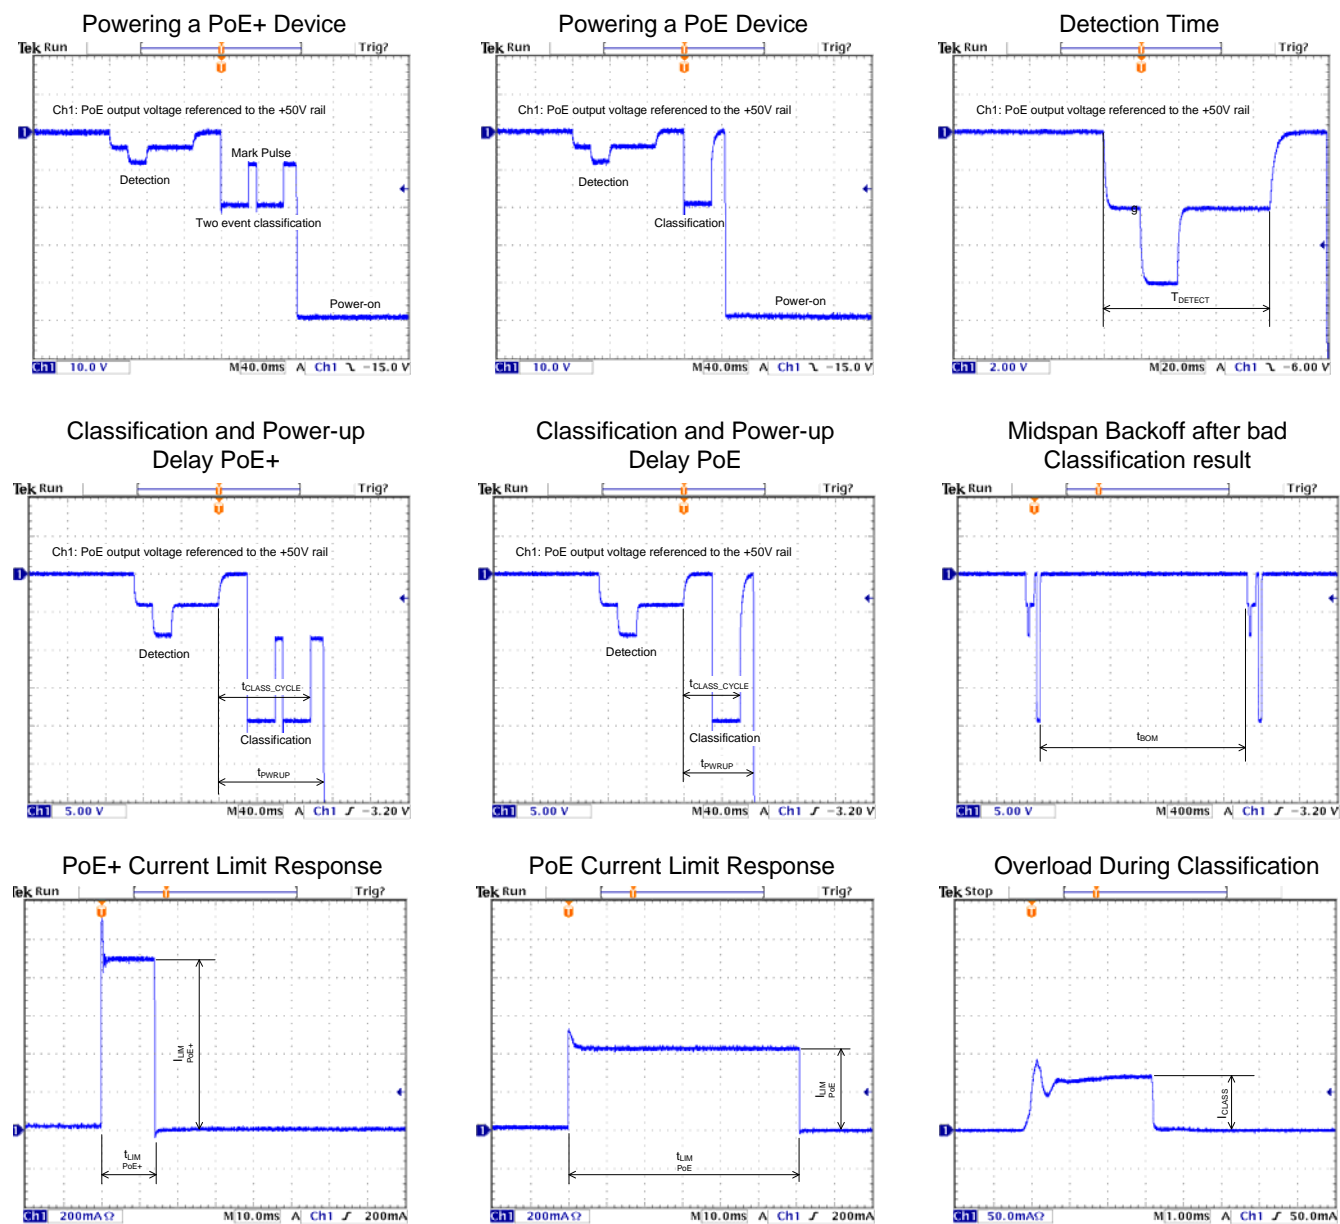 Powering a PoE+ Device
Tek Run
Trig?
T
T
Ch1: PoE output voltage referenced to the +50V rail
1
Mark Pulse
Detection
Two event classification
Power-on
Ch1 10.0 V M 40.0ms A Ch1 -15.0 V
Powering a PoE Device
Tek Run
Trig?
T
T
Ch1: PoE output voltage referenced to the +50V rail
1
Detection
Classification
Power-on
Ch1 10.0 V M 40.0ms A Ch1 -15.0 V
Detection Time
Tek Run
Trig?
T
T
Ch1: PoE output voltage referenced to the +50V rail
1
g
TDETECT
Ch1 2.00 V M 20.0ms A Ch1 -6.00 V
Classification and Power-up
Delay PoE+
Tek Run
Trig?
T
T
Ch1: PoE output voltage referenced to the +50V rail
1
Detection
tCLASS_CYCLE
Classification
tPWRUP
Ch1 5.00 V M 40.0ms A Ch1 -3.20 V
Classification and Power-up
Delay PoE
Tek Run
Trig?
T
T
Ch1: PoE output voltage referenced to the +50V rail
1
Detection
tCLASS_CYCLE
Classification
tPWRUP
Ch1 5.00 V M 40.0ms A Ch1 -3.20 V
Midspan Backoff after bad
Classification result
Tek Run
Trig?
T
T
1
tBOM
Ch1 5.00 V M 400ms A Ch1 -3.20 V
PoE+ Current Limit Response
Tek Run
Trig?
T
T
ILIM
PoE+
1
tLIM
PoE+
Ch1 200mAΩ M 10.0ms A Ch1 200mA
PoE Current Limit Response
Tek Run
Trig?
T
T
ILIM
PoE
1
tLIM
PoE
Ch1 200mAΩ M 10.0ms A Ch1 200mA
Overload During Classification
Tek Stop
T
T
ICLASS
1
Ch1 50.0mAΩ M 1.00ms A Ch1 50.0mA